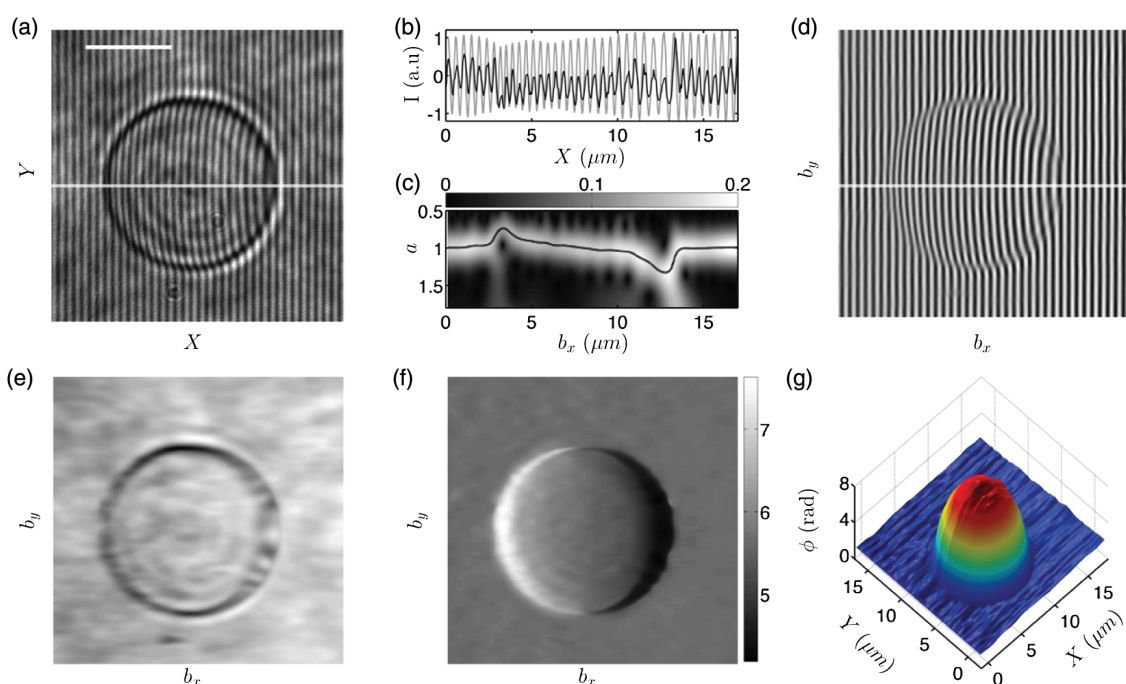 (a)
Y
X
(b)
I (a.u)
1
0
-1
0 5 10 15
X (μm)
(c)
0 0.1 0.2
a
0.5
1
1.5
0 5 10 15
b_x (μm)
(d)
b_y
b_x
(e)
b_y
b_x
(f)
b_y
b_x
7
6
5
(g)
ϕ (rad)
8
4
0
15
10
5
0
Y (μm)
0
5
10
15
X (μm)